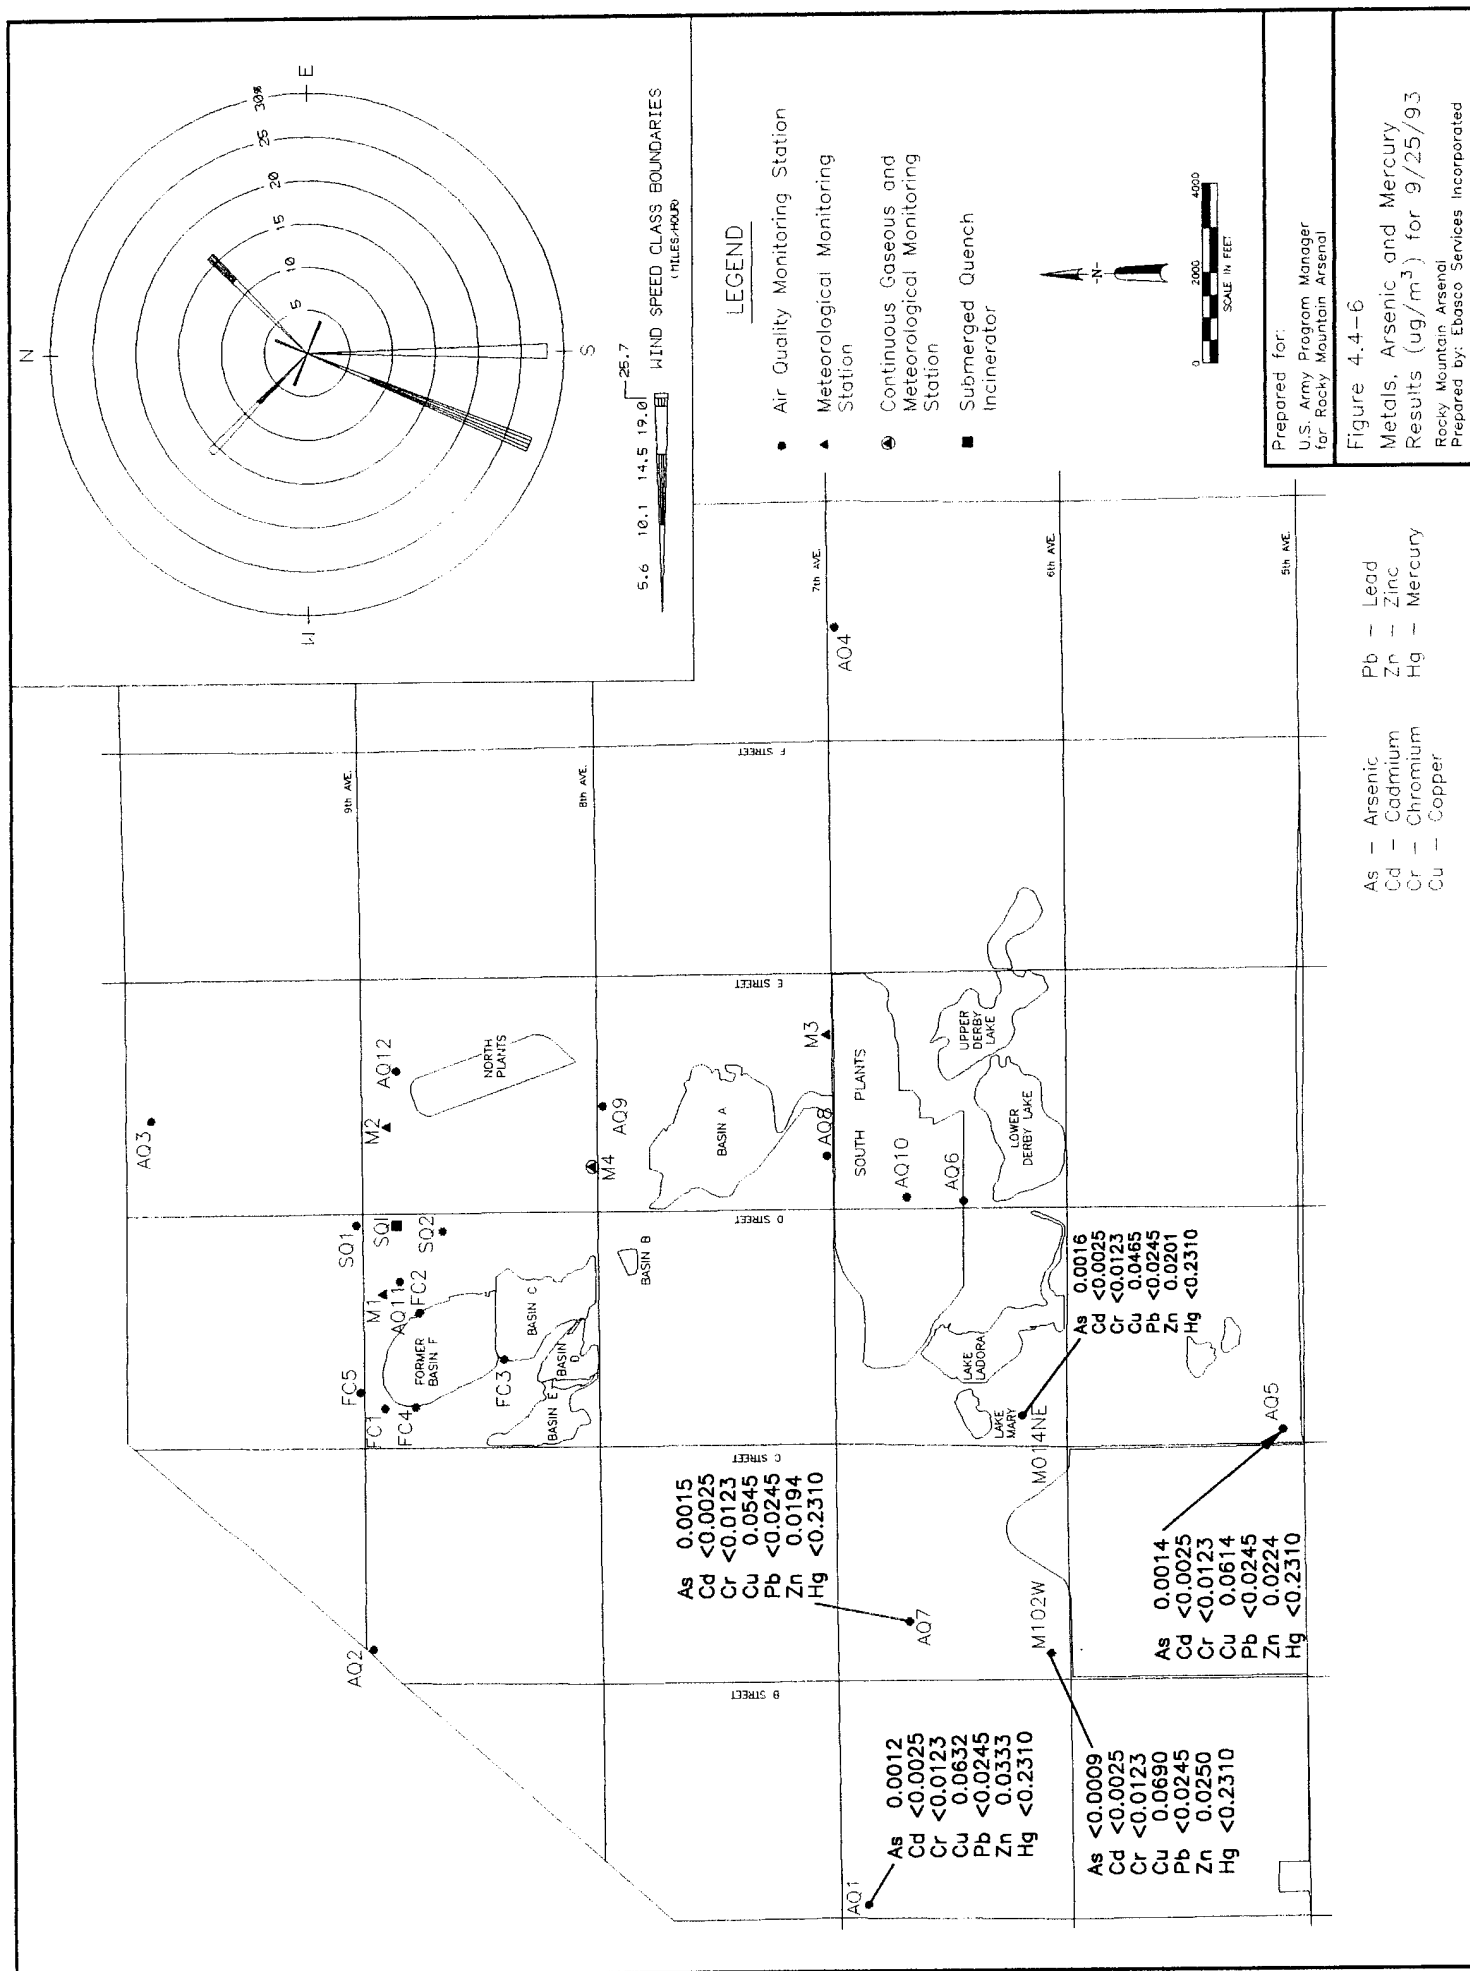 N
E
S
W
5
10
15
20
25
30%
5.6 10.1 14.5 19.0 25.7
WIND SPEED CLASS BOUNDARIES
(MILES/HOUR)
LEGEND
Air Quality Monitoring Station
Meteorological Monitoring
Station
Continuous Gaseous and
Meteorological Monitoring
Station
Submerged Quench
Incinerator
-N-
0 2000 4000
SCALE IN FEET
AQ3
AQ2
9th AVE.
8th AVE.
7th AVE.
6th AVE.
5th AVE.
B STREET
C STREET
D STREET
E STREET
F STREET
FC5
FC1
FC4
FORMER
BASIN F
M1
AQ11
FC2
FC3
SQ1
SQI
SQ2
M2
AQ12
NORTH
PLANTS
BASIN C
BASIN
D
BASIN E
BASIN B
M4
AQ9
BASIN A
AQ8
M3
AQ4
SOUTH PLANTS
AQ10
AQ6
UPPER
DERBY
LAKE
LOWER
DERBY LAKE
LAKE
LADORA
LAKE
MARY
M014NE
As 0.0016
Cd <0.0025
Cr <0.0123
Cu 0.0465
Pb <0.0245
Zn 0.0201
Hg <0.2310
As 0.0015
Cd <0.0025
Cr <0.0123
Cu 0.0545
Pb <0.0245
Zn 0.0194
Hg <0.2310
AQ7
M102W
AQ1
As 0.0012
Cd <0.0025
Cr <0.0123
Cu 0.0632
Pb <0.0245
Zn 0.0333
Hg <0.2310
As <0.0009
Cd <0.0025
Cr <0.0123
Cu 0.0690
Pb <0.0245
Zn 0.0250
Hg <0.2310
As 0.0014
Cd <0.0025
Cr <0.0123
Cu 0.0614
Pb <0.0245
Zn 0.0224
Hg <0.2310
AQ5
As - Arsenic
Cd - Cadmium
Cr - Chromium
Cu - Copper
Pb - Lead
Zn - Zinc
Hg - Mercury
Prepared for:
U.S. Army Program Manager
for Rocky Mountain Arsenal
Figure 4.4-6
Metals, Arsenic and Mercury
Results (ug/m³) for 9/25/93
Rocky Mountain Arsenal
Prepared by: Ebasco Services Incorporated